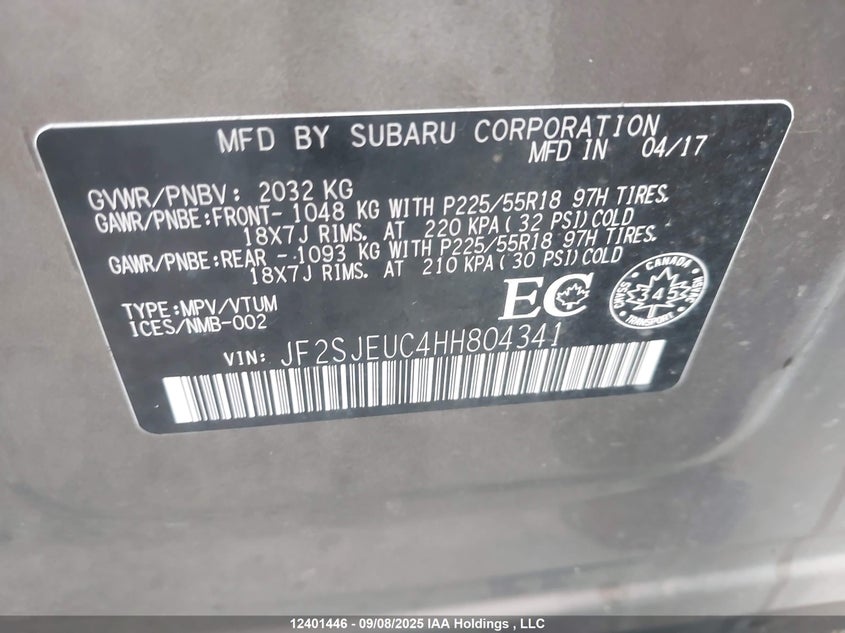 MFD BY SUBARU CORPORATION
MFD IN 04/17
GVWR/PNBV: 2032 KG
GAWR/PNBE:FRONT- 1048 KG WITH P225/55R18 97H TIRES.
18X7J RIMS. AT 220 KPA(32 PSI)COLD
GAWR/PNBE:REAR - 1093 KG WITH P225/55R18 97H TIRES.
18X7J RIMS. AT 210 KPA(30 PSI)COLD
TYPE:MPV/VTUM
ICES/NMB-002
EC
CANADA
TRANSPORT
45
VIN: JF2SJEUC4HH804341
12401446 - 09/08/2025 IAA Holdings , LLC